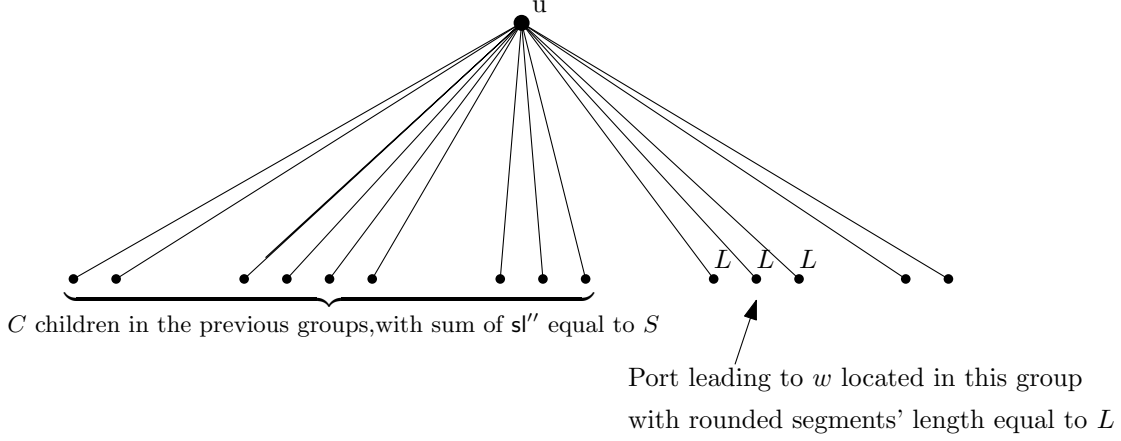 u
L L L
C children in the previous groups,with sum of sl′′ equal to S
Port leading to w located in this group
with rounded segments' length equal to L